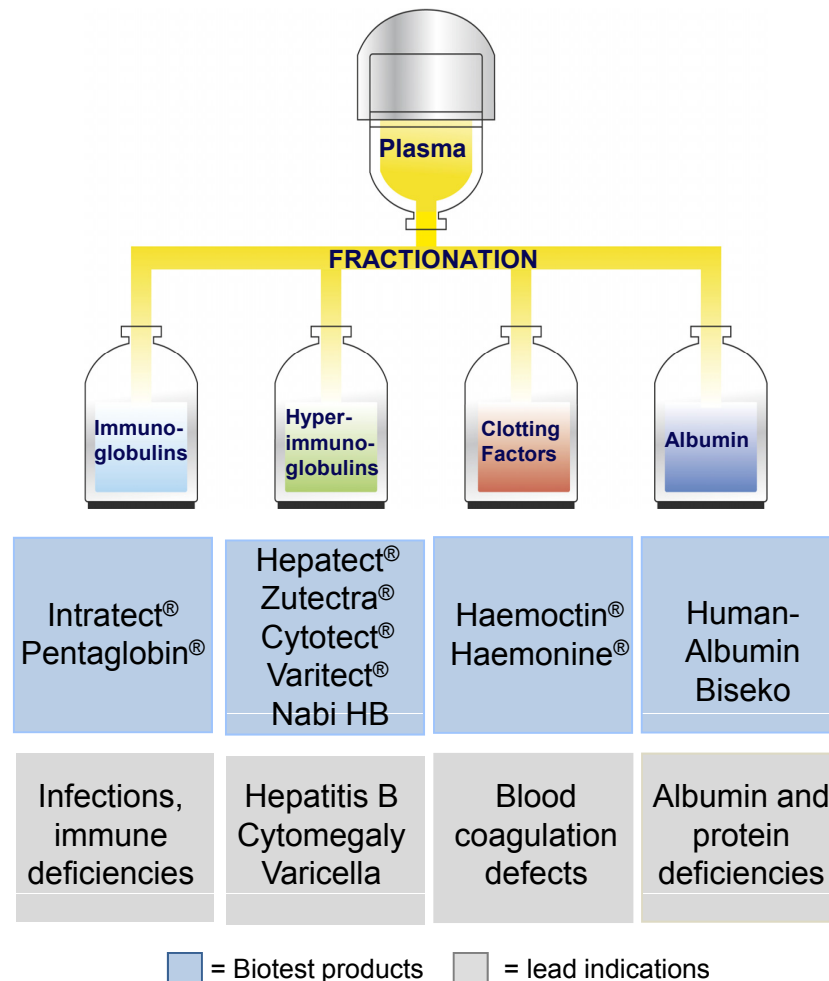 Plasma
FRACTIONATION
Immuno-
globulins
Hyper-
immuno-
globulins
Clotting
Factors
Albumin
Intratect®
Pentaglobin®
Hepatect®
Zutectra®
Cytotect®
Varitect®
Nabi HB
Haemoctin®
Haemonine®
Human-
Albumin
Biseko
Infections,
immune
deficiencies
Hepatitis B
Cytomegaly
Varicella
Blood
coagulation
defects
Albumin and
protein
deficiencies
= Biotest products
= lead indications